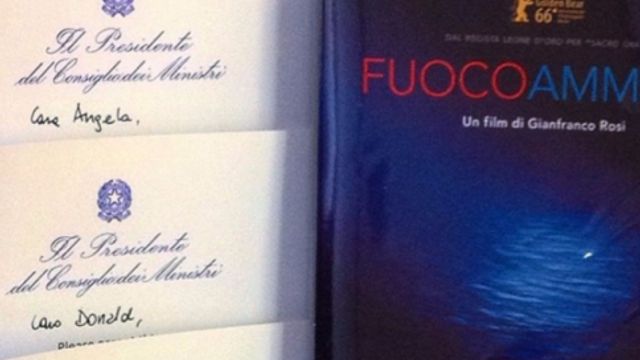 Il Presidente
del Consiglio dei Ministri
Cara Angela,
Il Presidente
del Consiglio dei Ministri
Caro Donald,
Golden Bear
66
DAL REGISTA LEONE D'ORO PER "SACRO
FUOCOAMM
Un film di Gianfranco Rosi